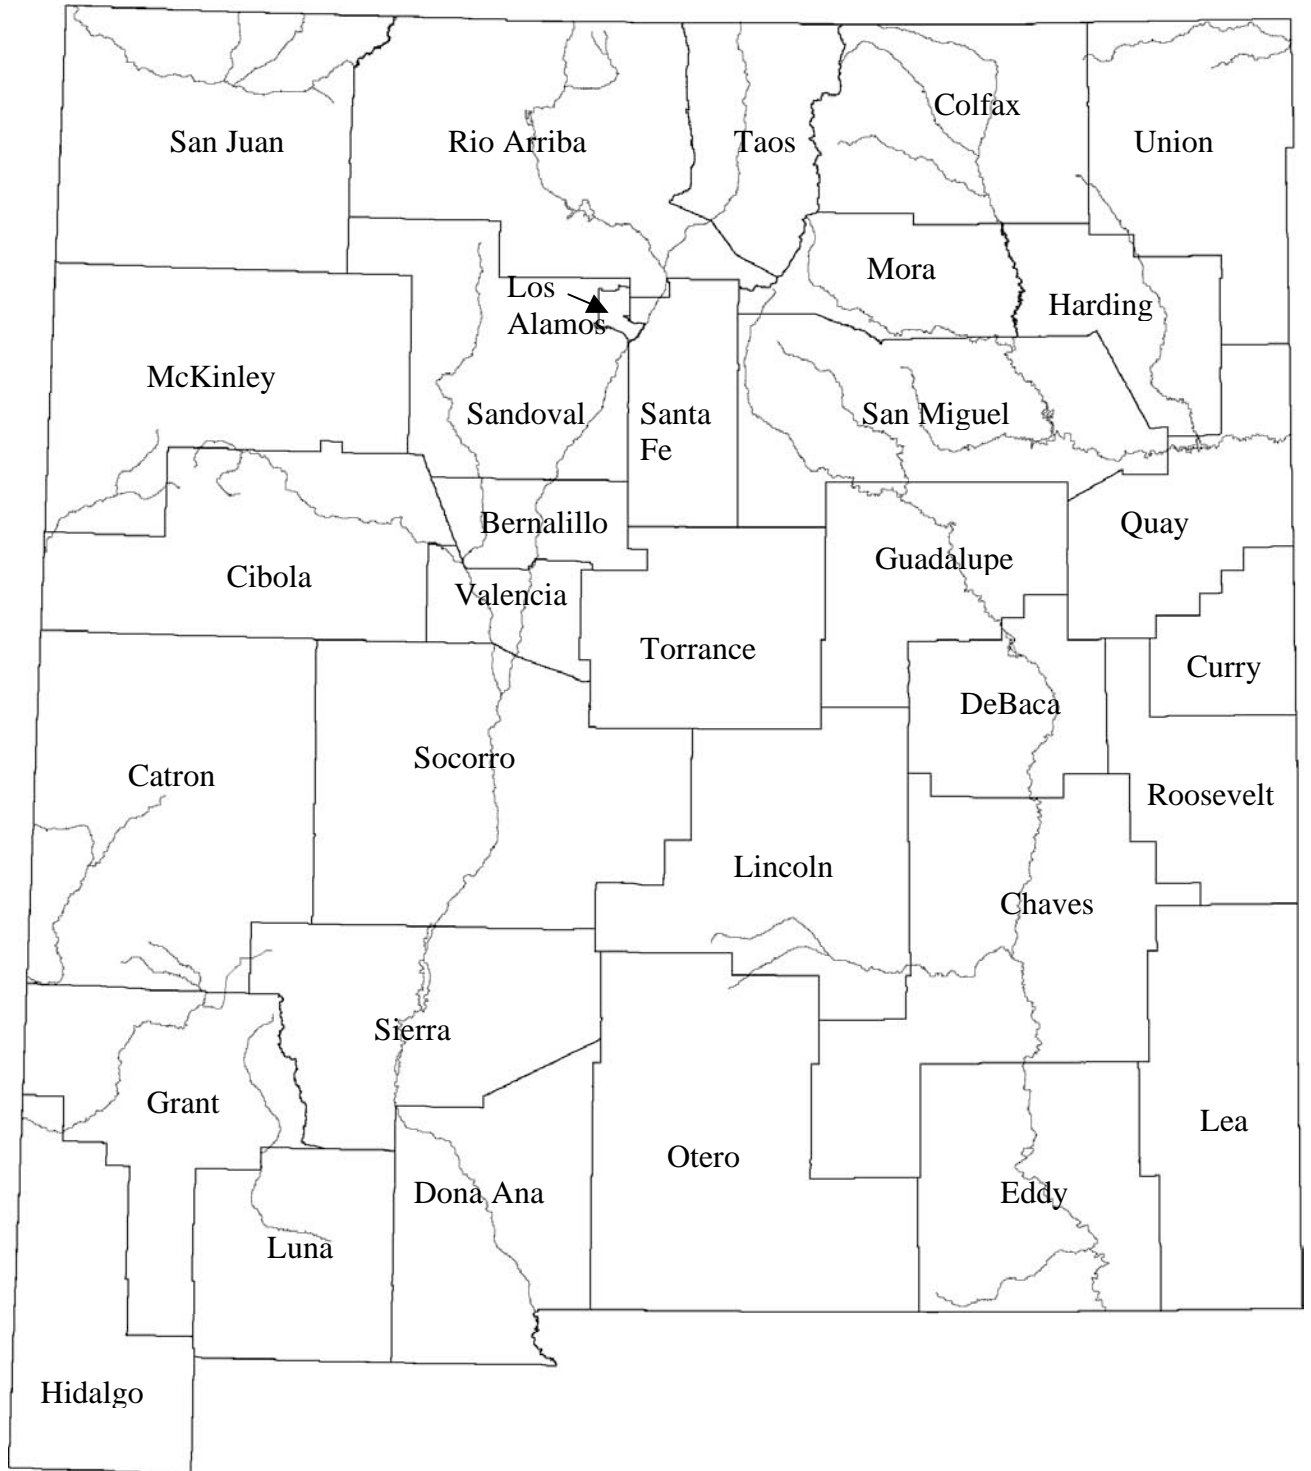 Colfax
San Juan
Rio Arriba
Taos
Union
Mora
Los
Alamos
Harding
McKinley
Sandoval
Santa
Fe
San Miguel
Bernalillo
Quay
Guadalupe
Cibola
Valencia
Torrance
Curry
DeBaca
Socorro
Catron
Roosevelt
Lincoln
Chaves
Sierra
Grant
Lea
Otero
Dona Ana
Eddy
Luna
Hidalgo